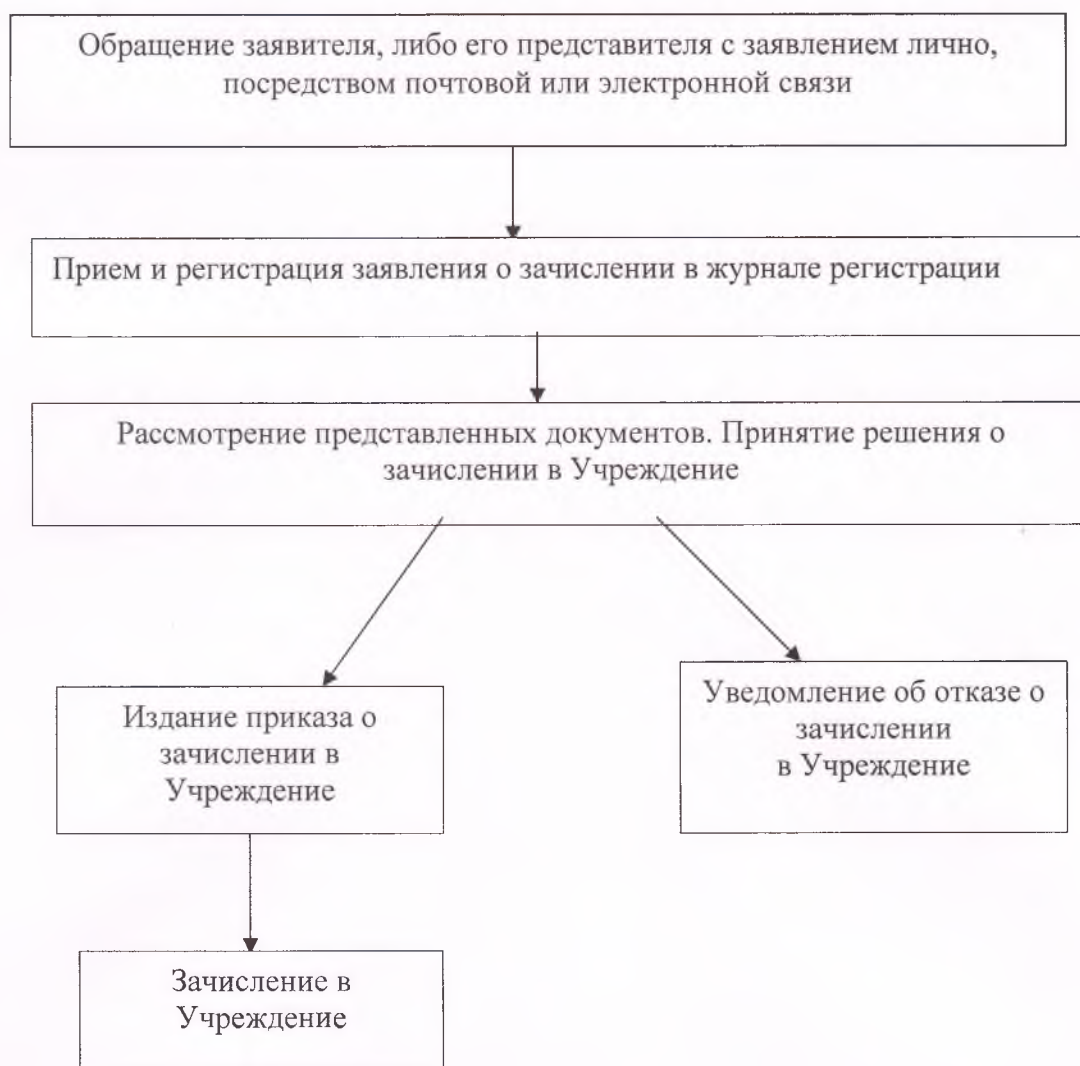 Обращение заявителя, либо его представителя с заявлением лично,
посредством почтовой или электронной связи
Прием и регистрация заявления о зачислении в журнале регистрации
Рассмотрение представленных документов. Принятие решения о
зачислении в Учреждение
Издание приказа о
зачислении в
Учреждение
Уведомление об отказе о
зачислении
в Учреждение
Зачисление в
Учреждение